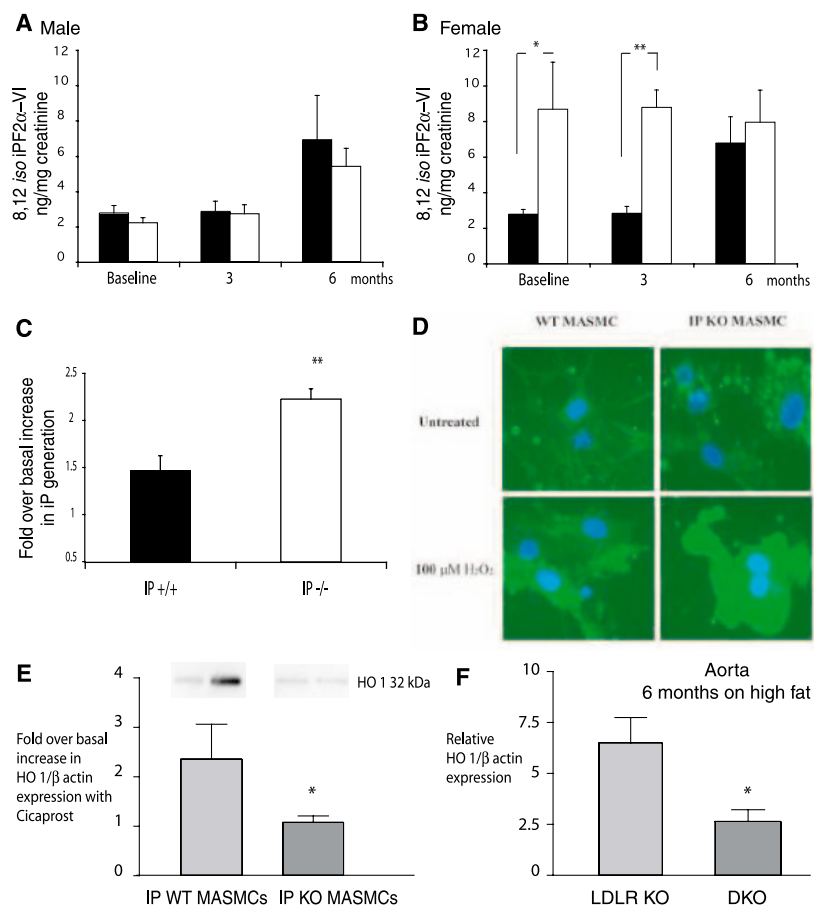 A Male
12
10
8
6
4
2
0
8,12 iso iPF2α–VI
ng/mg creatinine
Baseline 3 6 months
B Female
12
10
8
6
4
2
0
8,12 iso iPF2α–VI
ng/mg creatinine
* **
Baseline 3 6 months
C
2.5
2
1.5
1
0.5
Fold over basal increase
in iP generation
**
IP +/+ IP -/-
D
WT MASMC IP KO MASMC
Untreated
100 µM H₂O₂
E
4
3
2
1
0
HO 1 32 kDa
Fold over basal
increase in
HO 1/β actin
expression with
Cicaprost
*
IP WT MASMCs IP KO MASMCs
F
10
7.5
5
2.5
0
Aorta
6 months on high fat
Relative
HO 1/β actin
expression
*
LDLR KO DKO